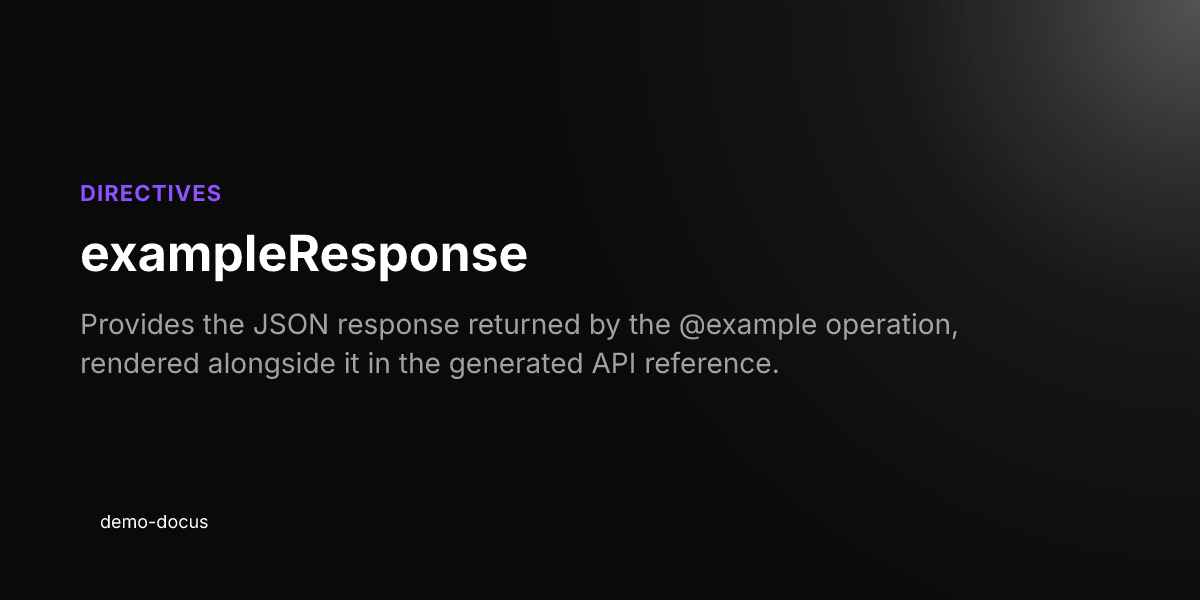 DIRECTIVES
exampleResponse
Provides the JSON response returned by the @example operation,
rendered alongside it in the generated API reference.
demo-docus